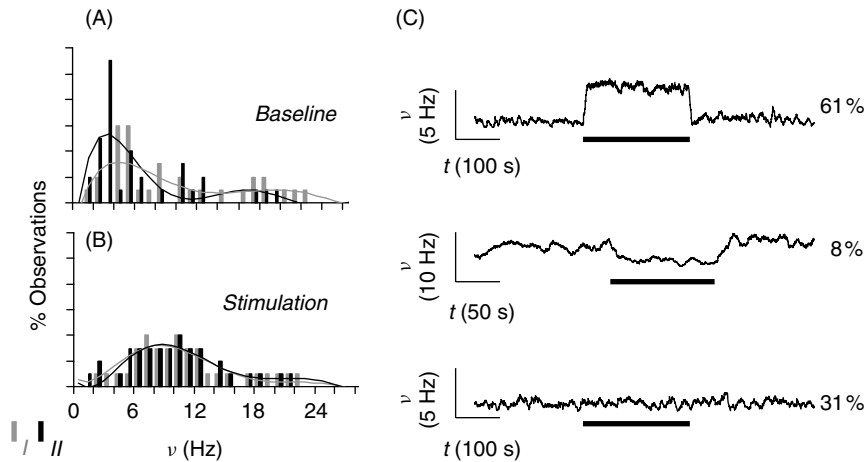 (A)
Baseline
(B)
Stimulation
% Observations
0 6 12 18 24
ν (Hz)
I II
(C)
ν
(5 Hz)
t (100 s)
61%
ν
(10 Hz)
t (50 s)
8%
ν
(5 Hz)
t (100 s)
31%